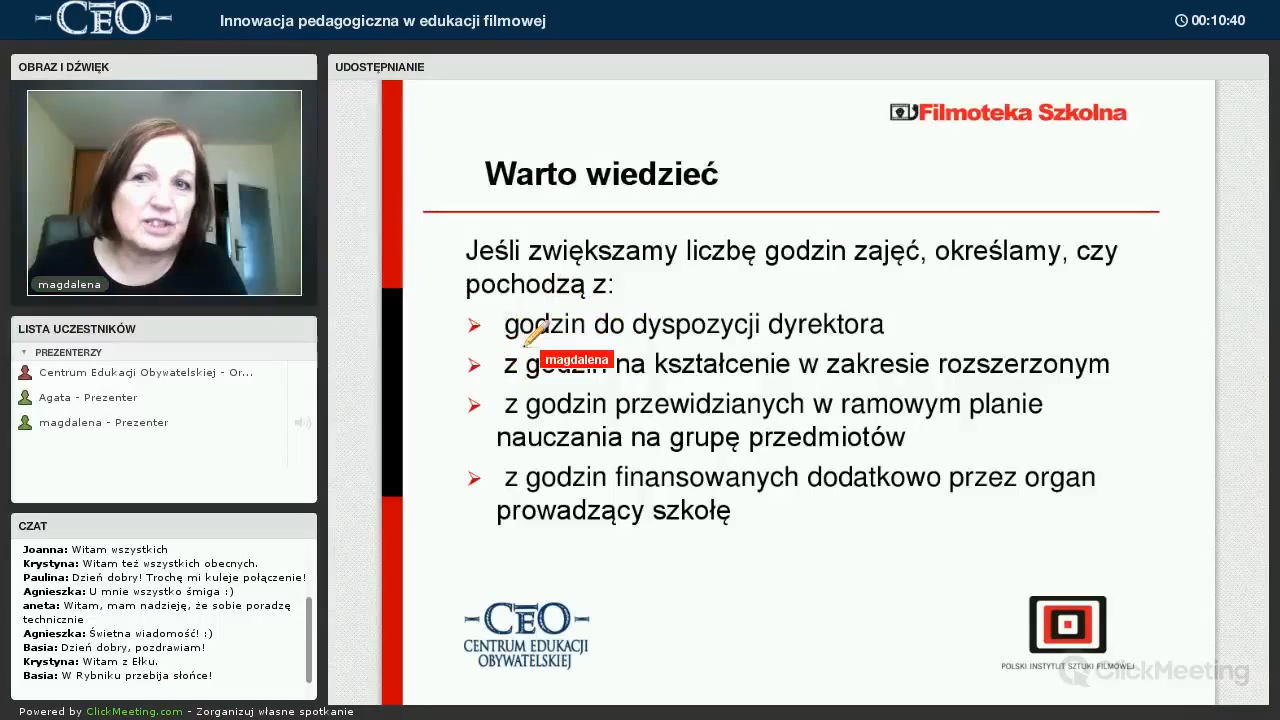 CEO
Innowacja pedagogiczna w edukacji filmowej
00:10:40
OBRAZ I DŹWIĘK
magdalena
LISTA UCZESTNIKÓW
PREZENTERZY
Centrum Edukacji Obywatelskiej - Or...
Agata - Prezenter
magdalena - Prezenter
CZAT
Joanna: Witam wszystkich
Krystyna: Witam też wszystkich obecnych.
Paulina: Dzień dobry! Trochę mi kuleje połączenie!
Agnieszka: U mnie wszystko śmiga :)
aneta: Witam, mam nadzieję, że sobie poradzę
technicznie
Agnieszka: Świetna wiadomość! :)
Basia: Dzień dobry, pozdrawiam!
Krystyna: Witam z Ełku.
Basia: W Rybniku przebija słońce!
Powered by ClickMeeting.com - Zorganizuj własne spotkanie
UDOSTĘPNIANIE
Filmoteka Szkolna
Warto wiedzieć
Jeśli zwiększamy liczbę godzin zajęć, określamy, czy
pochodzą z:
godzin do dyspozycji dyrektora
magdalena
z godzin na kształcenie w zakresie rozszerzonym
z godzin przewidzianych w ramowym planie
nauczania na grupę przedmiotów
z godzin finansowanych dodatkowo przez organ
prowadzący szkołę
CEO
CENTRUM EDUKACJI
OBYWATELSKIEJ
POLSKI INSTYTUT SZTUKI FILMOWEJ
ClickMeeting